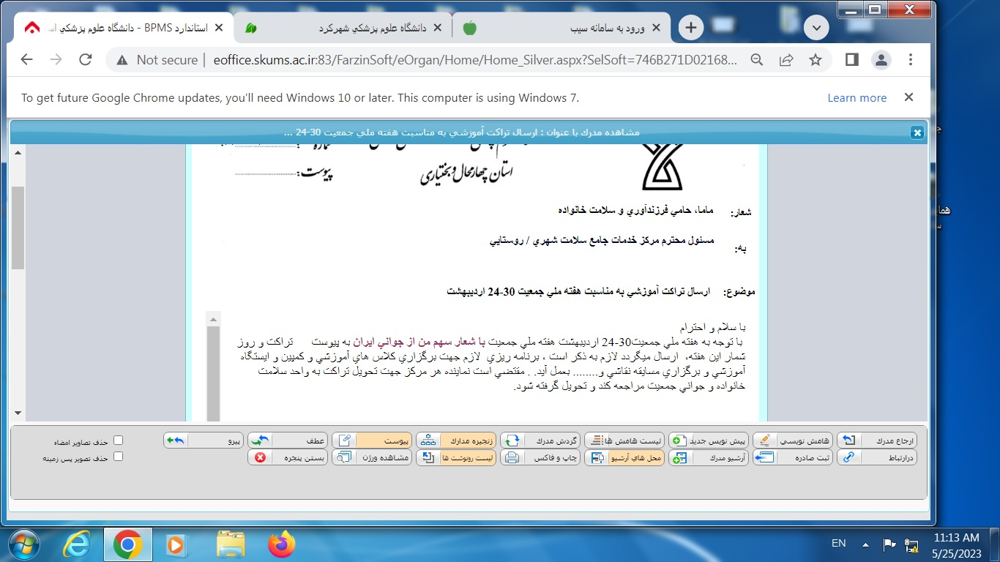 استاندارد BPMS - دانشگاه علوم پزشكي
دانشگاه علوم پزشكي شهركرد
ورود به سامانه سیب
Not secure | eoffice.skums.ac.ir:83/FarzinSoft/eOrgan/Home/Home_Silver.aspx?SelSoft=746B271D02168...
To get future Google Chrome updates, you'll need Windows 10 or later. This computer is using Windows 7.
Learn more
مشاهده مدرك با عنوان : ارسال تراكت آموزشي به مناسبت هفته ملي جمعيت 30-24 ...
استان چهارمحال و بختیاری
پیوست:
شعار: ماما، حامي فرزندآوري و سلامت خانواده
به: مسئول محترم مركز خدمات جامع سلامت شهري / روستايي
موضوع: ارسال تراكت آموزشي به مناسبت هفته ملي جمعيت 30-24 ارديبهشت
با سلام و احترام
با توجه به هفته ملي جمعيت30-24 ارديبهشت هفته ملي جمعيت با شعار سهم من از جواني ايران به پيوست تراكت و روز
شمار اين هفته، ارسال ميگردد لازم به ذكر است ، برنامه ريزي لازم جهت برگزاري كلاس هاي آموزشي و كمپين و ايستگاه
آموزشي و برگزاري مسابقه نقاشي و........ بعمل آيد. . مقتضي است نماينده هر مركز جهت تحويل تراكت به واحد سلامت
خانواده و جواني جمعيت مراجعه كند و تحويل گرفته شود.
ارجاع مدرك
هامش نويسي
پيش نويس جديد
ليست هامش ها
گردش مدرك
زنجيره مدارك
پيوست
عطف
پيرو
حذف تصاوير امضاء
درارتباط
ثبت صادره
آرشيو مدرك
محل هاي آرشيو
چاپ و فاكس
ليست رونوشت ها
مشاهده ورژن
بستن پنجره
حذف تصوير پس زمينه
EN
11:13 AM
5/25/2023